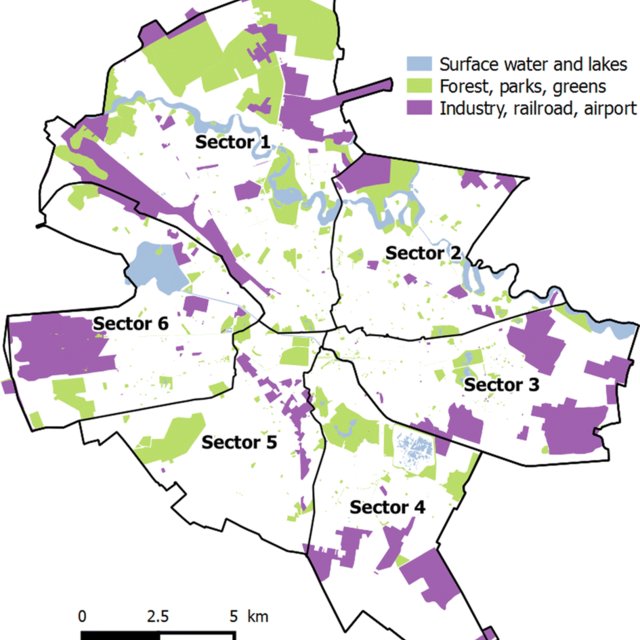 Surface water and lakes
Forest, parks, greens
Industry, railroad, airport
Sector 1
Sector 2
Sector 6
Sector 3
Sector 5
Sector 4
0 2.5 5 km